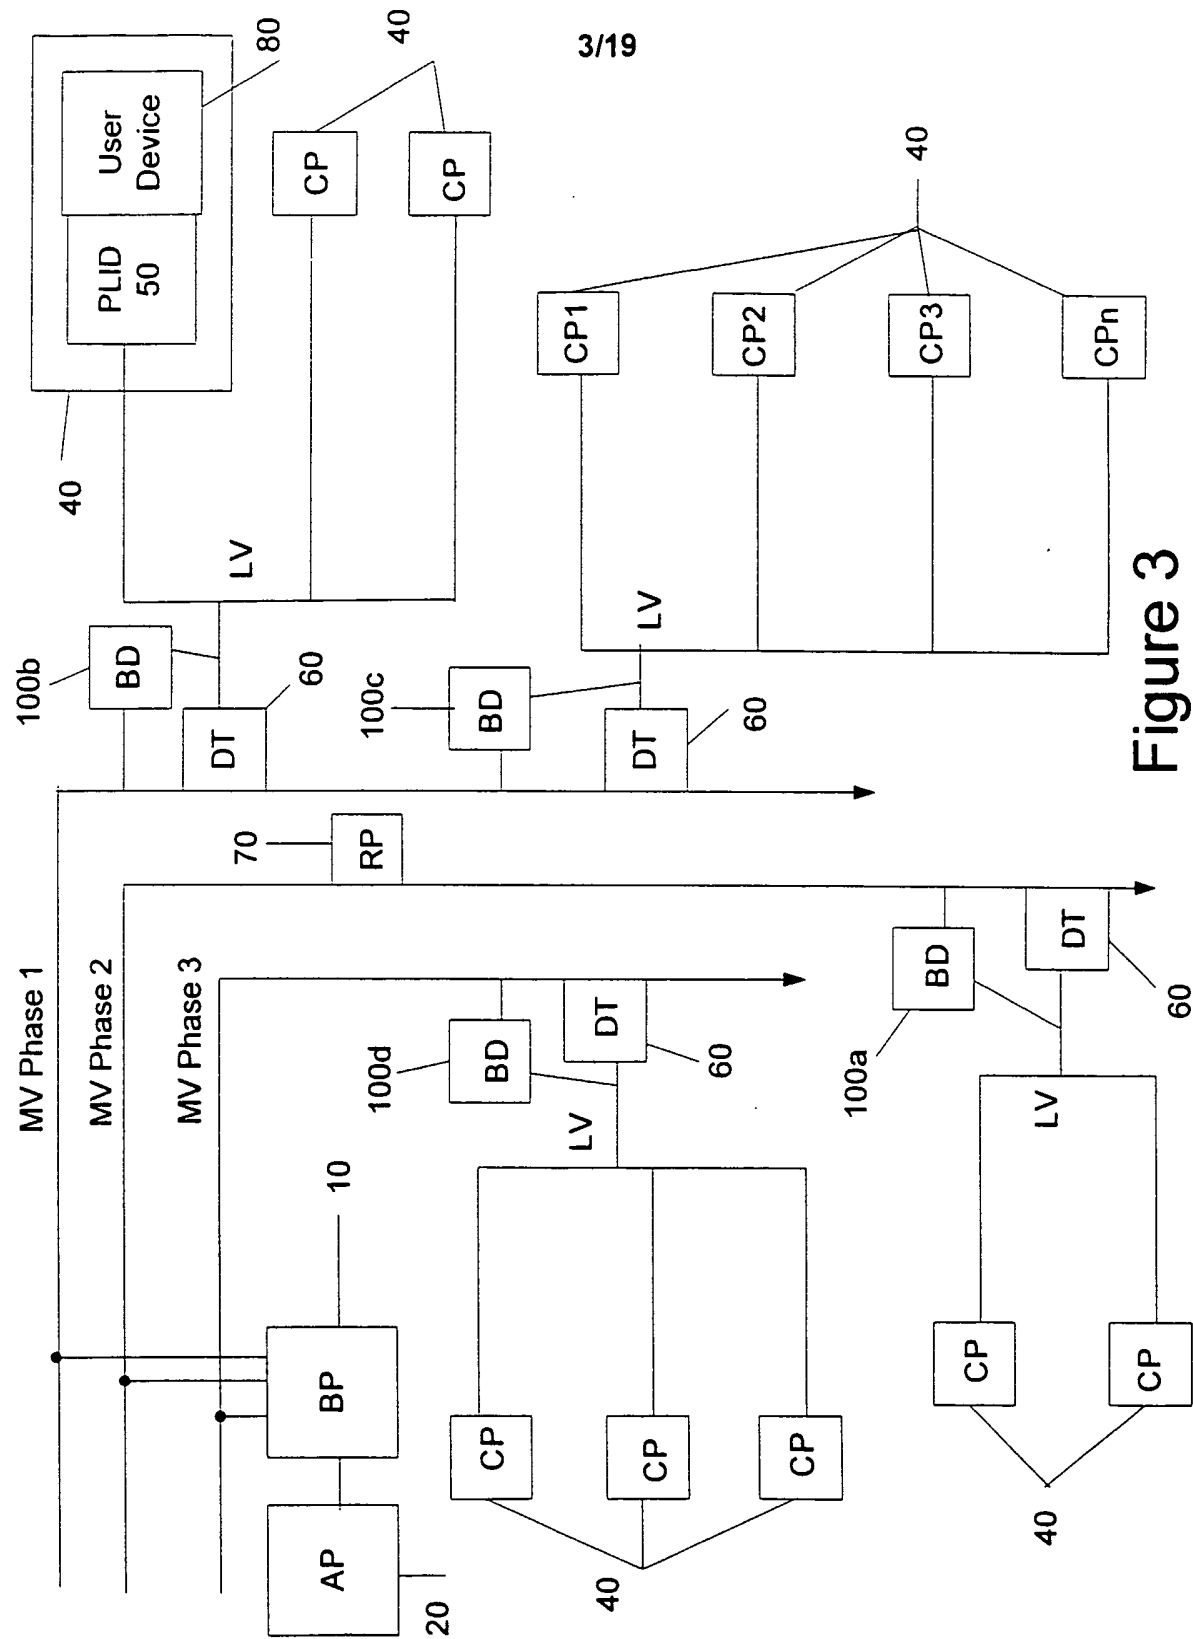 3/19
MV Phase 1
MV Phase 2
MV Phase 3
100b
BD
40
PLID
50
User
Device
80
DT
60
LV
CP
CP
40
70
RP
AP
20
BP
10
100c
BD
DT
60
LV
CP1
CP2
CP3
CPn
40
100d
BD
DT
60
LV
CP
CP
CP
40
100a
BD
DT
60
LV
CP
CP
40
Figure 3